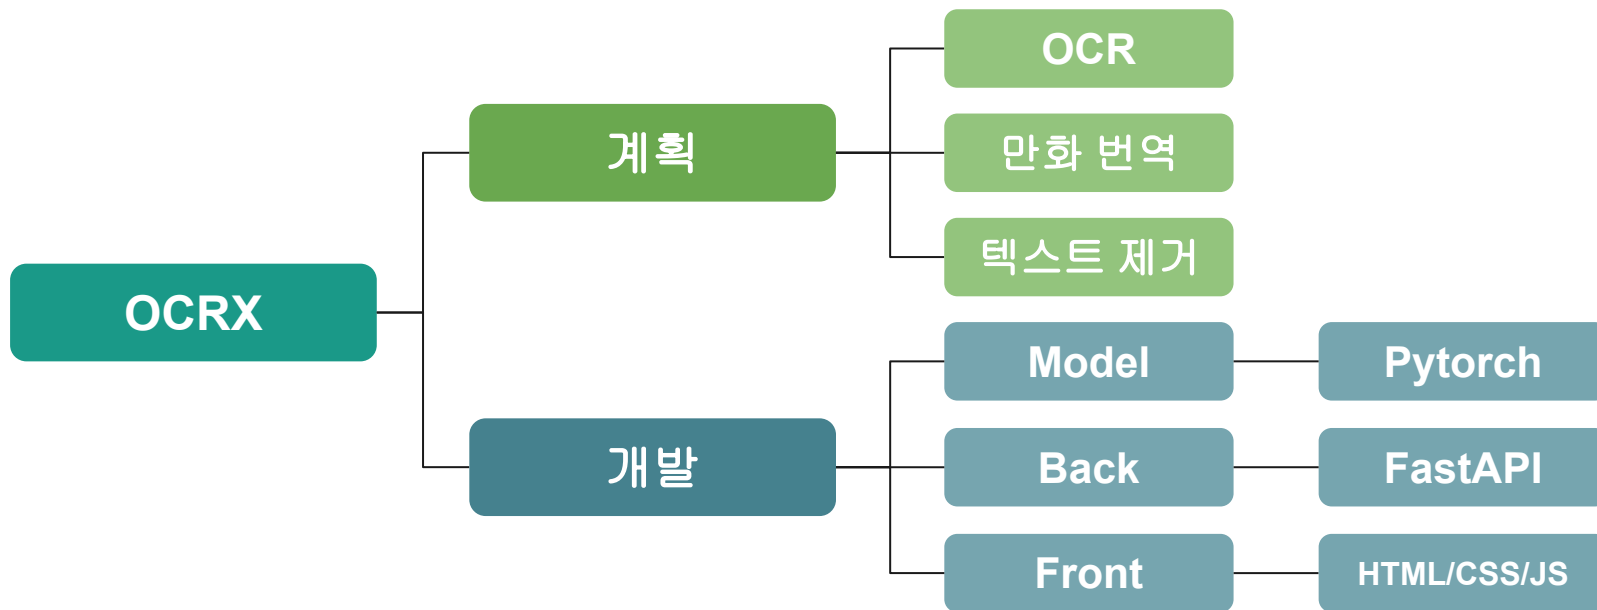 OCRX
계획
OCR
만화 번역
텍스트 제거
개발
Model
Pytorch
Back
FastAPI
Front
HTML/CSS/JS